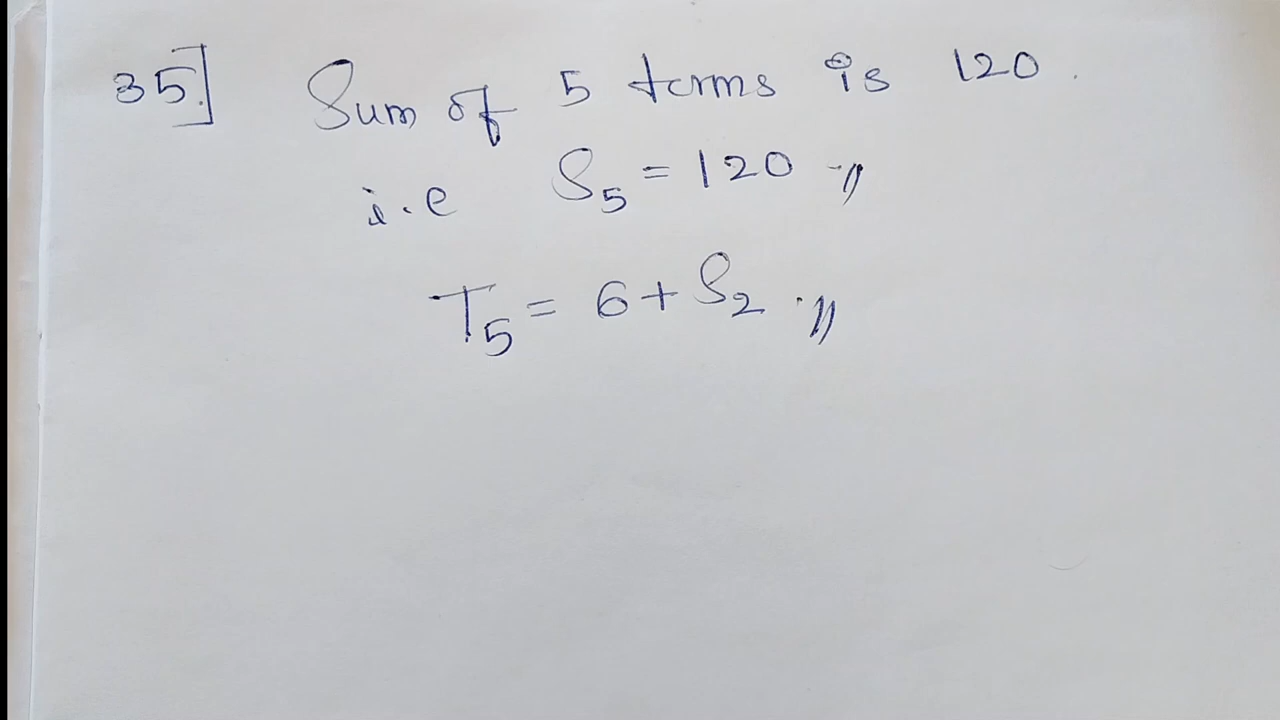 35.] Sum of 5 terms is 120.
i.e S₅ = 120 .,,
T₅ = 6 + S₂ .,,